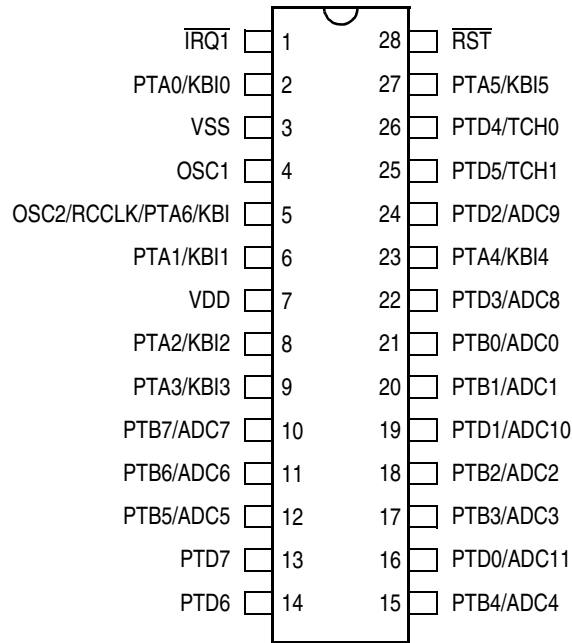 IRQ1 1 28 RST
PTA0/KBI0 2 27 PTA5/KBI5
VSS 3 26 PTD4/TCH0
OSC1 4 25 PTD5/TCH1
OSC2/RCCLK/PTA6/KBI 5 24 PTD2/ADC9
PTA1/KBI1 6 23 PTA4/KBI4
VDD 7 22 PTD3/ADC8
PTA2/KBI2 8 21 PTB0/ADC0
PTA3/KBI3 9 20 PTB1/ADC1
PTB7/ADC7 10 19 PTD1/ADC10
PTB6/ADC6 11 18 PTB2/ADC2
PTB5/ADC5 12 17 PTB3/ADC3
PTD7 13 16 PTD0/ADC11
PTD6 14 15 PTB4/ADC4